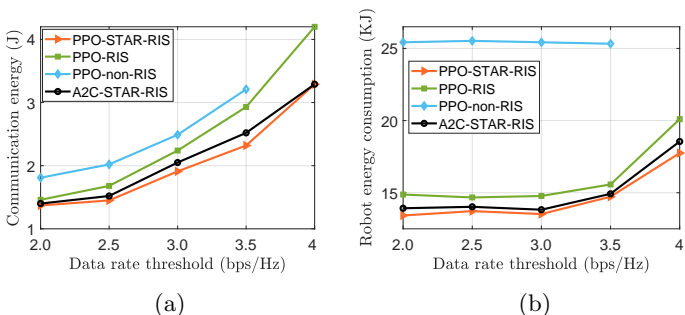 Communication energy (J)
4
3
2
1
PPO-STAR-RIS
PPO-RIS
PPO-non-RIS
A2C-STAR-RIS
2.0 2.5 3.0 3.5 4
Data rate threshold (bps/Hz)
(a)
Robot energy consumption (KJ)
25
20
15
PPO-STAR-RIS
PPO-RIS
PPO-non-RIS
A2C-STAR-RIS
2.0 2.5 3.0 3.5 4
Data rate threshold (bps/Hz)
(b)